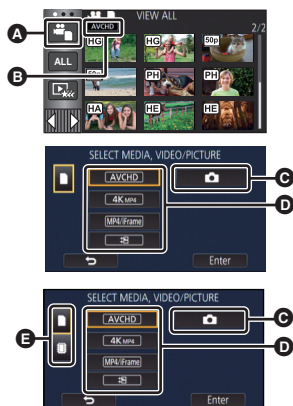 VIEW ALL
AVCHD
2/2
A
B
ALL
HG
HG
50p
50p
PH
PH
HA
HE
HE
SELECT MEDIA, VIDEO/PICTURE
AVCHD
4K MP4
MP4/iFrame
Enter
C
D
SELECT MEDIA, VIDEO/PICTURE
AVCHD
4K MP4
MP4/iFrame
Enter
C
D
E